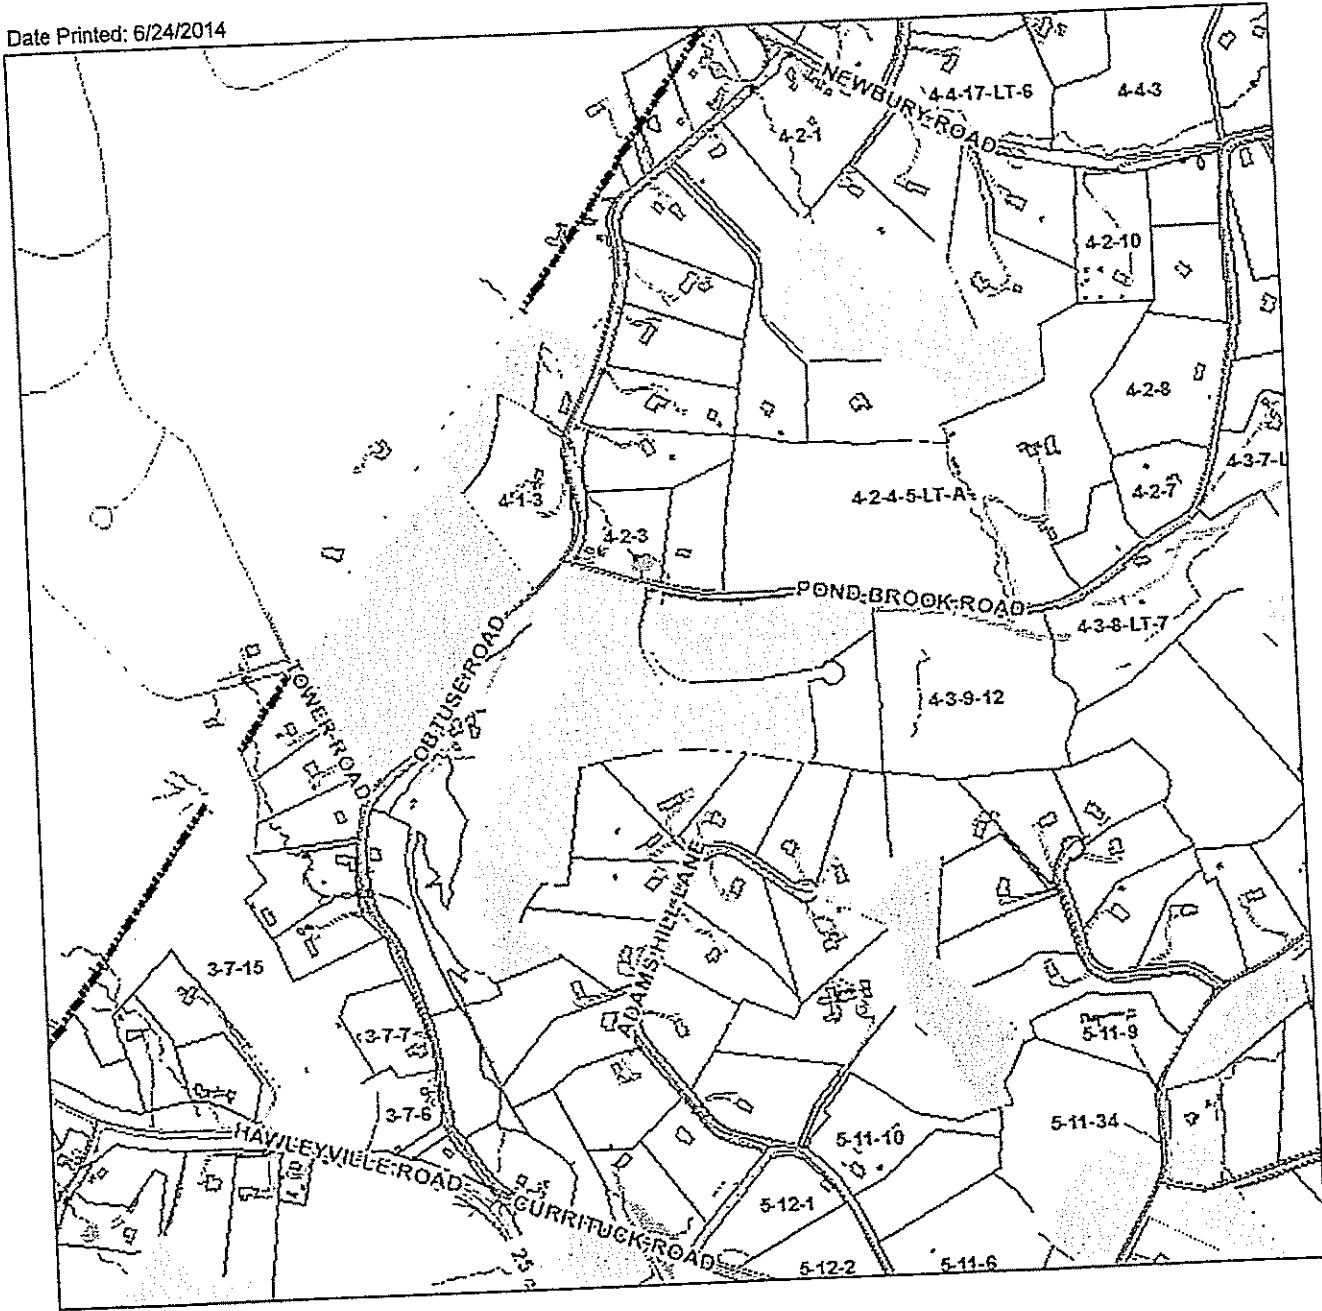 Date Printed: 6/24/2014
NEWBURY ROAD
4-4-17-LT-6
4-4-3
4-2-1
4-2-10
4-2-8
4-3-7-L
4-2-7
4-1-3
4-2-4-5-LT-A
4-2-3
POND BROOK ROAD
4-3-8-LT-7
OBTUSE ROAD
TOWER ROAD
4-3-9-12
ADAMS HILL LANE
3-7-15
3-7-7
5-11-9
3-7-6
5-11-34
HAWLEYVILLE ROAD
5-11-10
CURRITUCK ROAD
5-12-1
25
5-12-2
5-11-6